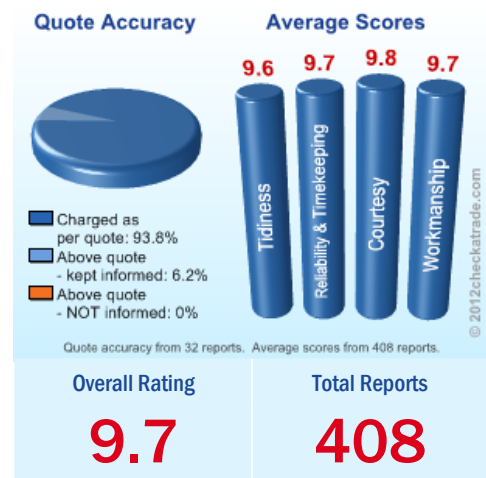 Quote Accuracy
Average Scores
9.6
9.7
9.8
9.7
Tidiness
Reliability & Timekeeping
Courtesy
Workmanship
Charged as
per quote: 93.8%
Above quote
- kept informed: 6.2%
Above quote
- NOT informed: 0%
© 2012checkatrade.com
Quote accuracy from 32 reports. Average scores from 408 reports.
Overall Rating
9.7
Total Reports
408